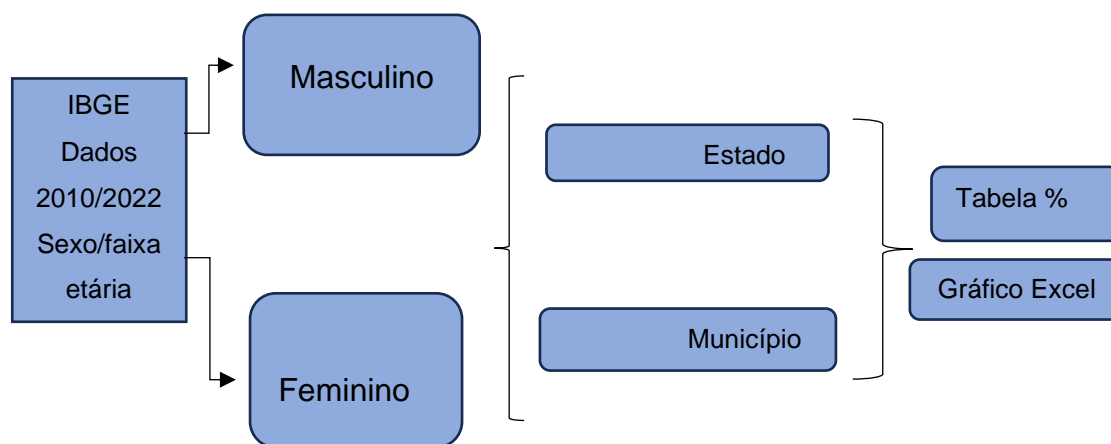 IBGE
Dados
2010/2022
Sexo/faixa
etária
Masculino
Feminino
Estado
Município
Tabela %
Gráfico Excel